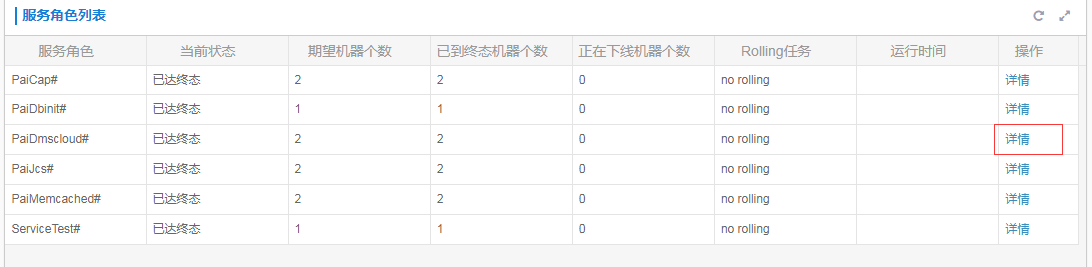 服务角色列表
服务角色 当前状态 期望机器个数 已到终态机器个数 正在下线机器个数 Rolling任务 运行时间 操作
PaiCap# 已达终态 2 2 0 no rolling 详情
PaiDbinit# 已达终态 1 1 0 no rolling 详情
PaiDmscloud# 已达终态 2 2 0 no rolling 详情
PaiJcs# 已达终态 2 2 0 no rolling 详情
PaiMemcached# 已达终态 2 2 0 no rolling 详情
ServiceTest# 已达终态 1 1 0 no rolling 详情